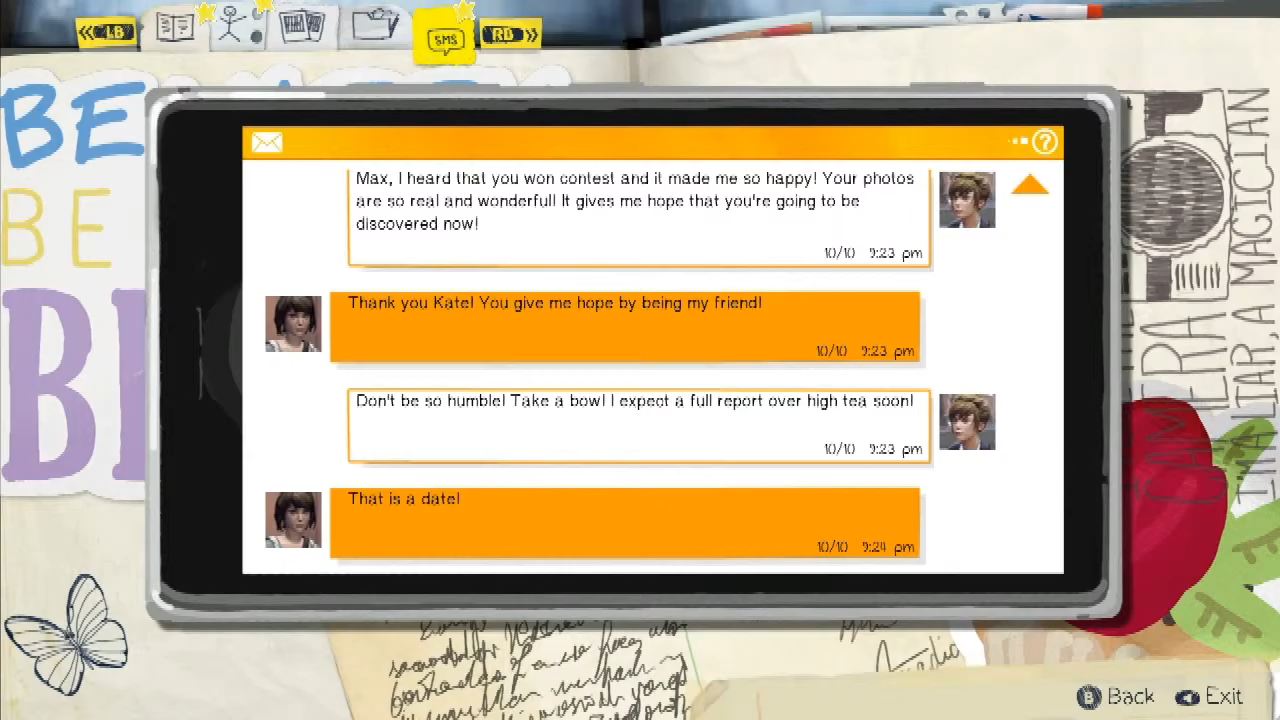 LB
SMS
RB
BE
BE
Max, I heard that you won contest and it made me so happy! Your photos
are so real and wonderful! It gives me hope that you're going to be
discovered now!
10/10 9:23 pm
Thank you Kate! You give me hope by being my friend!
10/10 9:23 pm
Don't be so humble! Take a bow! I expect a full report over high tea soon!
10/10 9:23 pm
That is a date!
10/10 9:24 pm
CAMERA
LIAR, A MAGICIAN
B Back
Exit